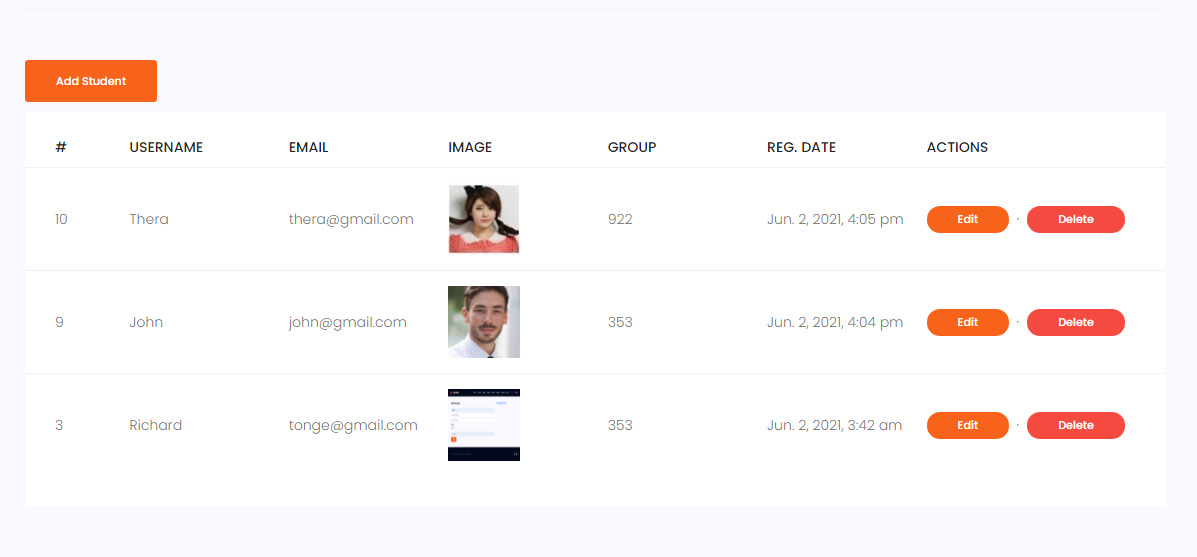 Add Student
# USERNAME EMAIL IMAGE GROUP REG. DATE ACTIONS
10 Thera thera@gmail.com 922 Jun. 2, 2021, 4:05 pm Edit · Delete
9 John john@gmail.com 353 Jun. 2, 2021, 4:04 pm Edit · Delete
3 Richard tonge@gmail.com 353 Jun. 2, 2021, 3:42 am Edit · Delete